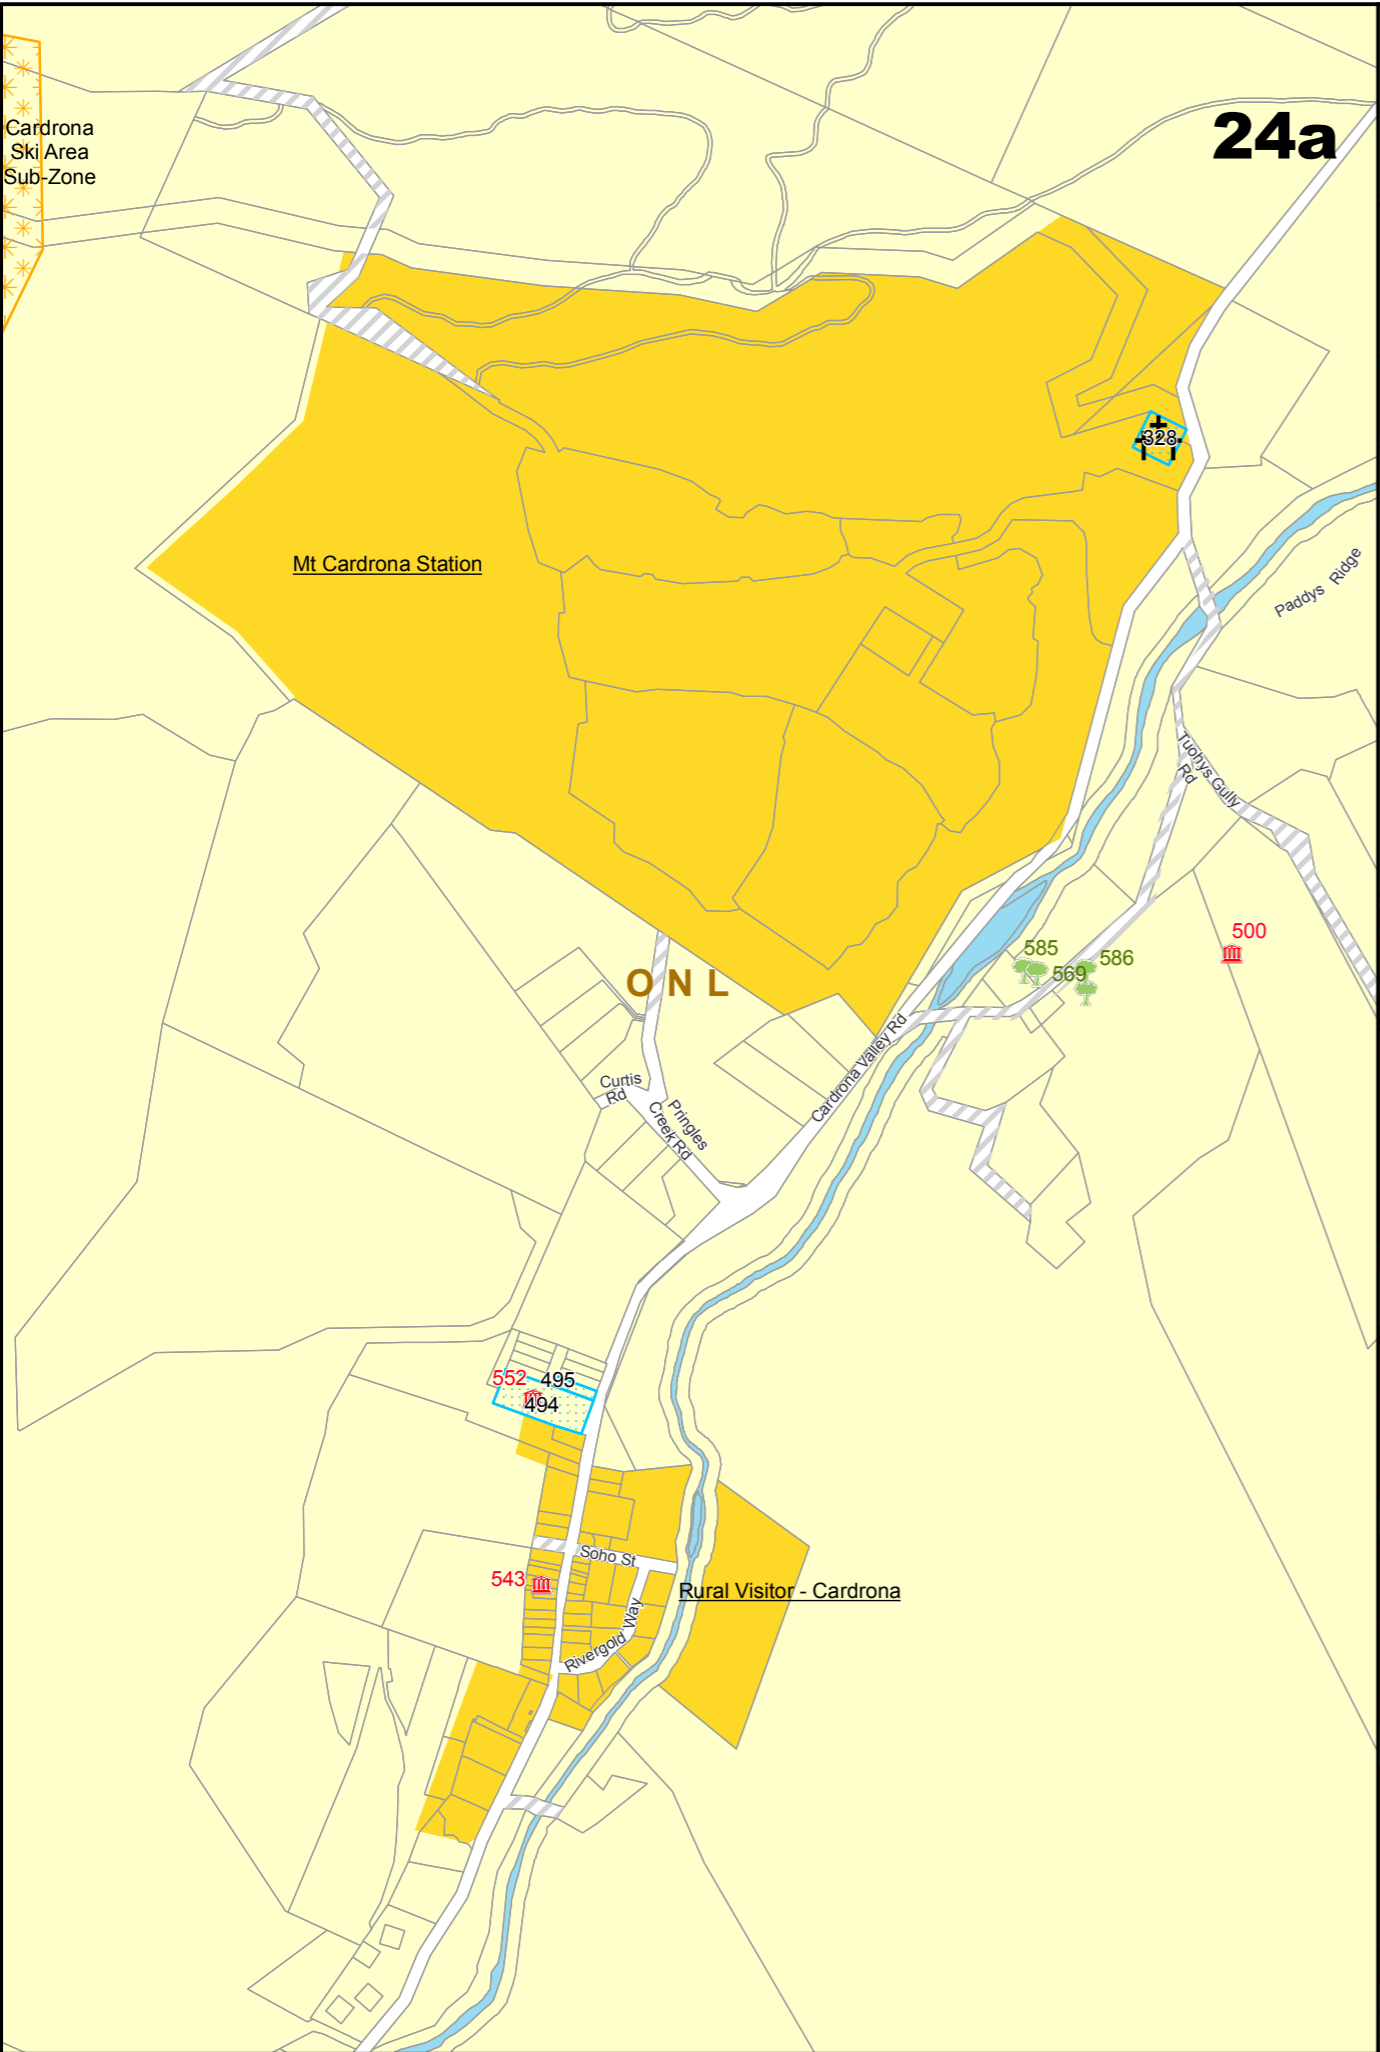 24a
Cardrona
Ski Area
Sub-Zone
328
Mt Cardrona Station
Paddys Ridge
Tuohys Gully
Rd
500
585
586
569
O N L
Cardrona Valley Rd
Curtis
Rd
Pringles
Creek Rd
552
495
494
Soho St
543
Rural Visitor - Cardrona
Rivergold Way